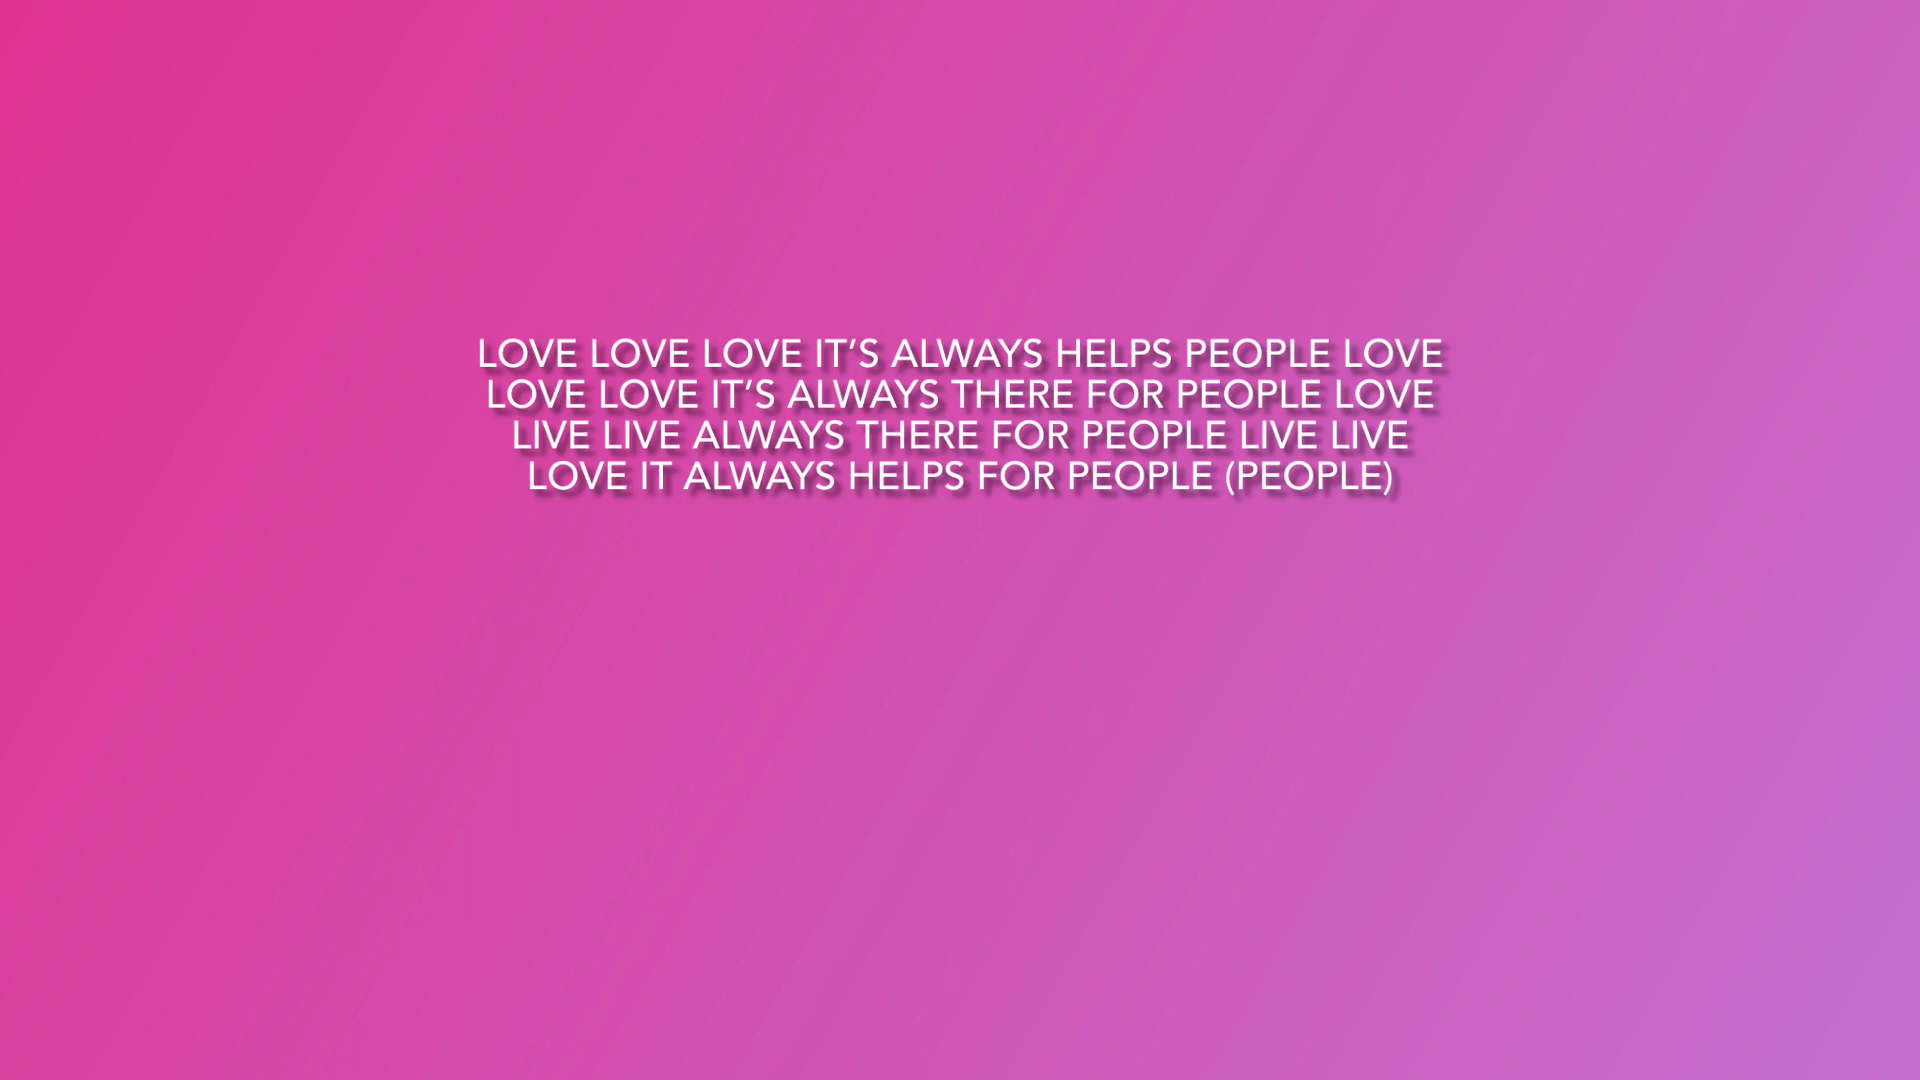 LOVE LOVE LOVE IT’S ALWAYS HELPS PEOPLE LOVE
LOVE LOVE IT’S ALWAYS THERE FOR PEOPLE LOVE
LIVE LIVE ALWAYS THERE FOR PEOPLE LIVE LIVE
LOVE IT ALWAYS HELPS FOR PEOPLE (PEOPLE)